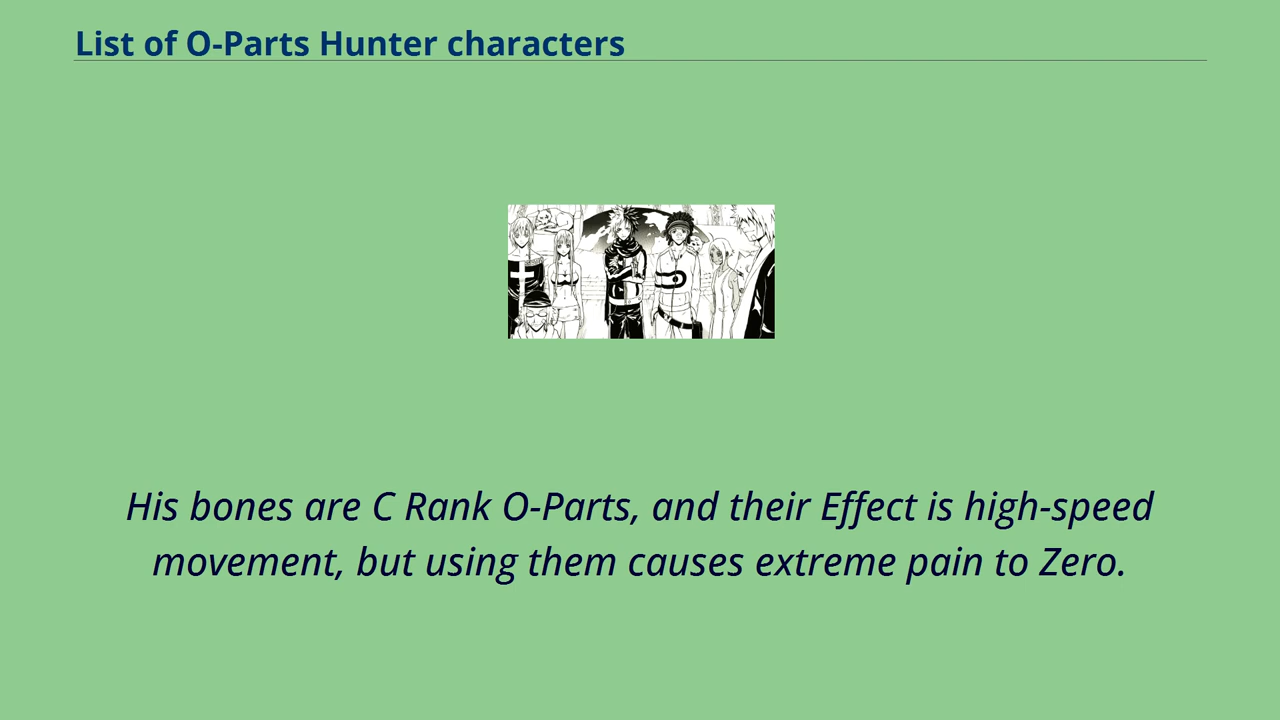 List of O-Parts Hunter characters
His bones are C Rank O-Parts, and their Effect is high-speed
movement, but using them causes extreme pain to Zero.